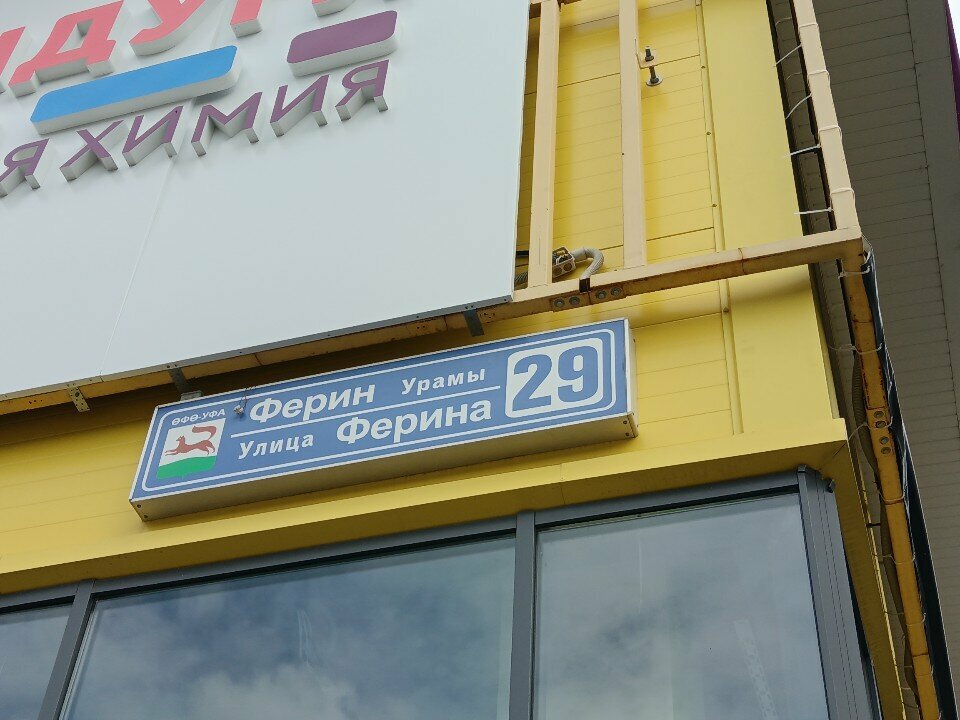 ХИМИЯ
ӨФӨ-УФА
Ферин Урамы
Улица Ферина
29